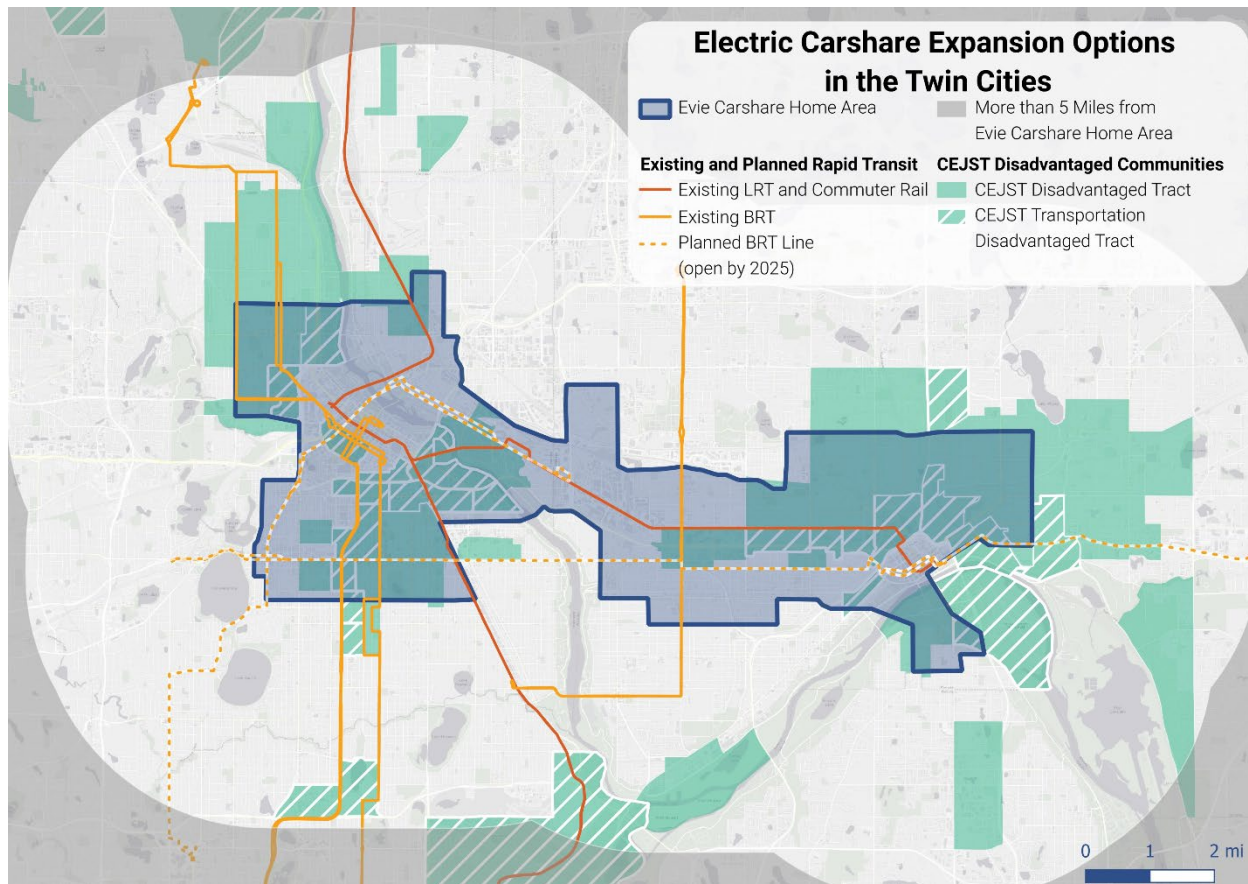 Electric Carshare Expansion Options
in the Twin Cities
Evie Carshare Home Area
More than 5 Miles from
Evie Carshare Home Area
Existing and Planned Rapid Transit
Existing LRT and Commuter Rail
Existing BRT
Planned BRT Line
(open by 2025)
CEJST Disadvantaged Communities
CEJST Disadvantaged Tract
CEJST Transportation
Disadvantaged Tract
0 1 2 mi